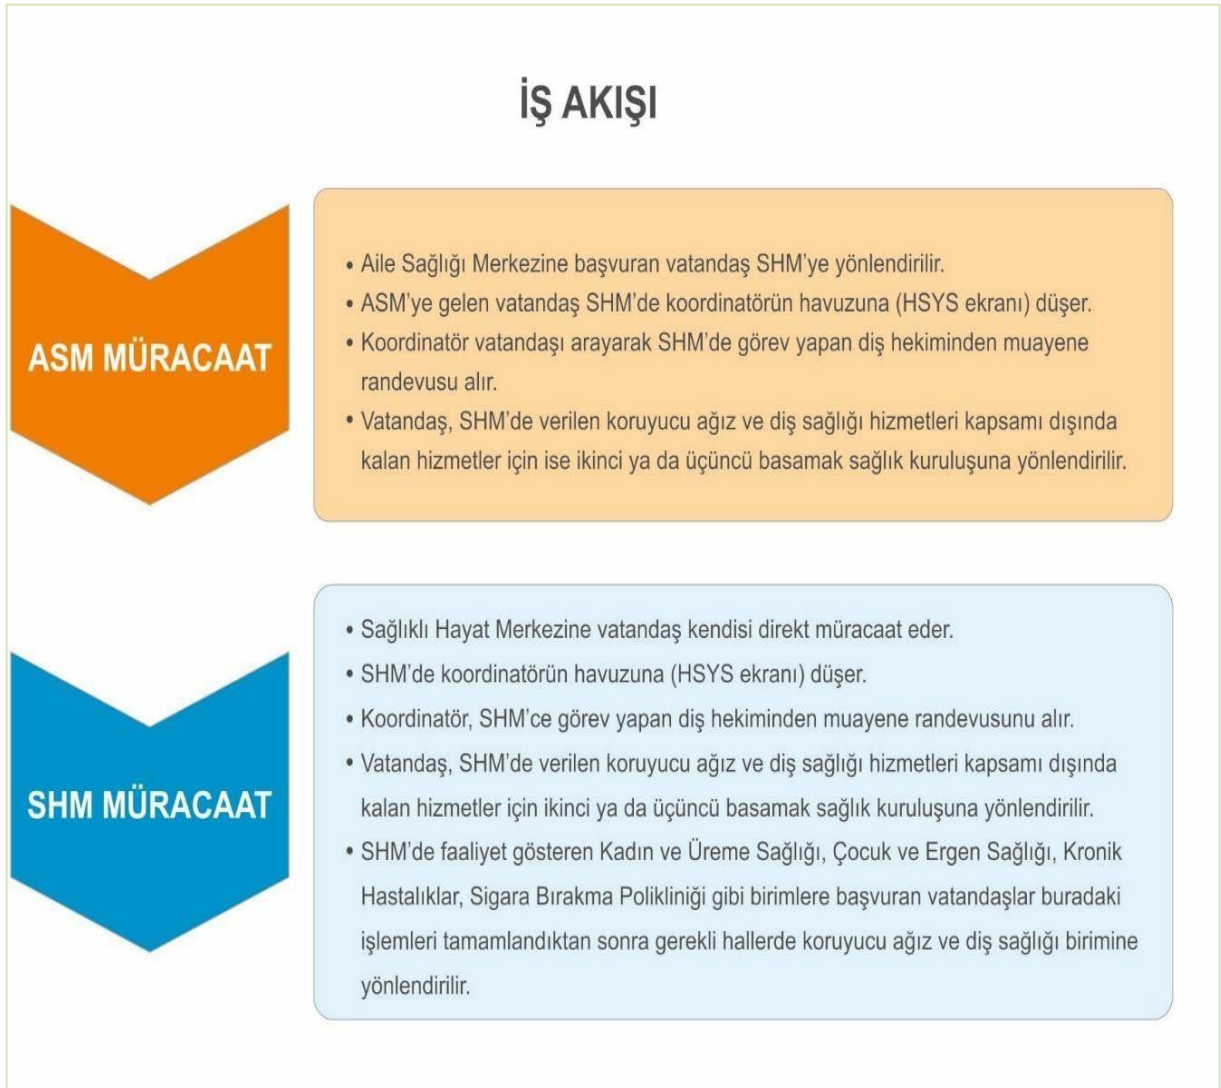 İŞ AKIŞI
ASM MÜRACAAT
• Aile Sağlığı Merkezine başvuran vatandaş SHM'ye yönlendirilir.
• ASM'ye gelen vatandaş SHM'de koordinatörün havuzuna (HSYS ekranı) düşer.
• Koordinatör vatandaşı arayarak SHM'de görev yapan diş hekiminden muayene
randevusu alır.
• Vatandaş, SHM'de verilen koruyucu ağız ve diş sağlığı hizmetleri kapsamı dışında
kalan hizmetler için ise ikinci ya da üçüncü basamak sağlık kuruluşuna yönlendirilir.
SHM MÜRACAAT
• Sağlıklı Hayat Merkezine vatandaş kendisi direkt müracaat eder.
• SHM'de koordinatörün havuzuna (HSYS ekranı) düşer.
• Koordinatör, SHM'ce görev yapan diş hekiminden muayene randevusunu alır.
• Vatandaş, SHM'de verilen koruyucu ağız ve diş sağlığı hizmetleri kapsamı dışında
kalan hizmetler için ikinci ya da üçüncü basamak sağlık kuruluşuna yönlendirilir.
• SHM'de faaliyet gösteren Kadın ve Üreme Sağlığı, Çocuk ve Ergen Sağlığı, Kronik
Hastalıklar, Sigara Bırakma Polikliniği gibi birimlere başvuran vatandaşlar buradaki
işlemleri tamamlandıktan sonra gerekli hallerde koruyucu ağız ve diş sağlığı birimine
yönlendirilir.